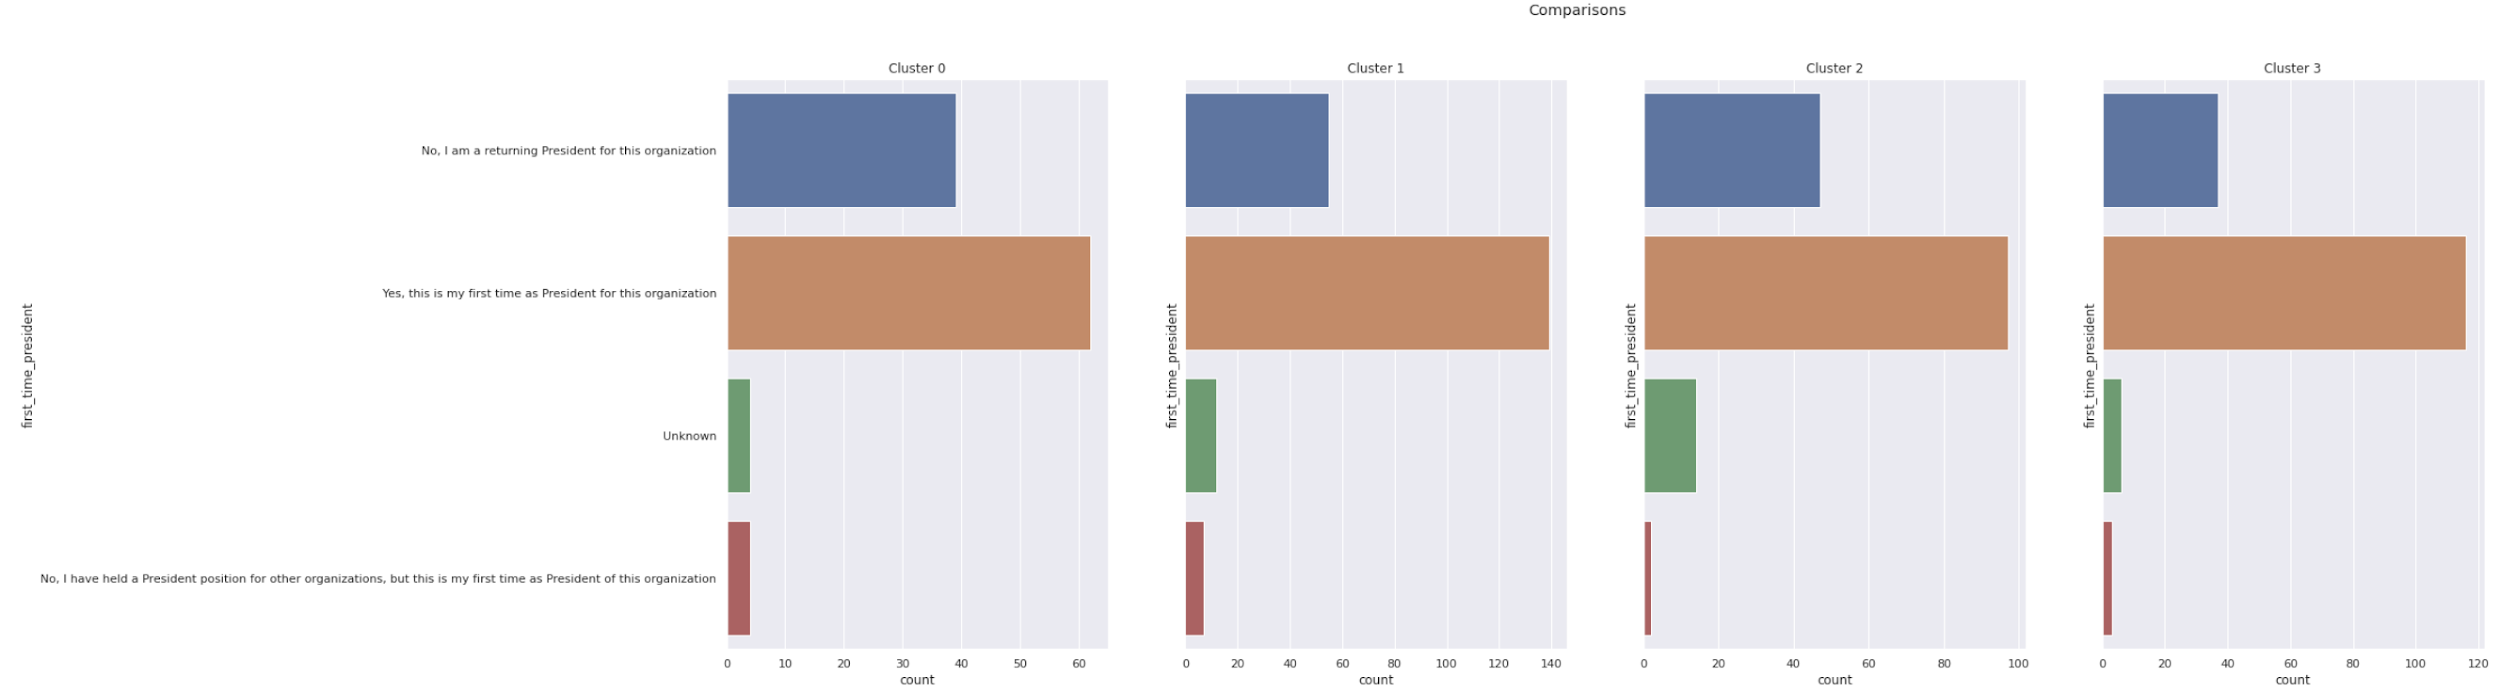 Comparisons
Cluster 0
Cluster 1
Cluster 2
Cluster 3
first_time_president
No, I am a returning President for this organization
Yes, this is my first time as President for this organization
Unknown
No, I have held a President position for other organizations, but this is my first time as President of this organization
first_time_president
first_time_president
first_time_president
0 10 20 30 40 50 60
0 20 40 60 80 100 120 140
0 20 40 60 80 100
0 20 40 60 80 100 120
count
count
count
count